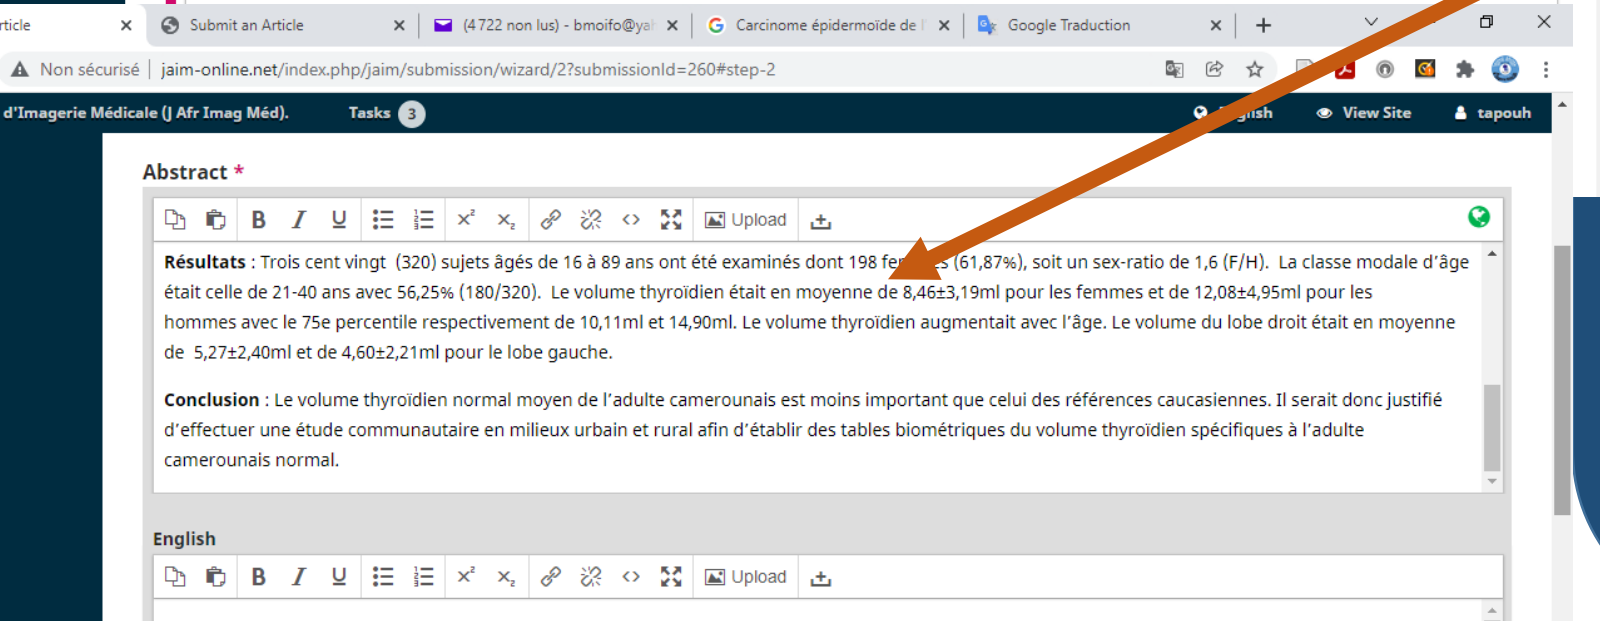 rticle
Submit an Article
(4 722 non lus) - bmoifo@ya
Carcinome épidermoïde de l'
Google Traduction
Non sécurisé | jaim-online.net/index.php/jaim/submission/wizard/2?submissionId=260#step-2
d'Imagerie Médicale (J Afr Imag Méd).
Tasks 3
View Site
tapouh
Abstract *
Upload
Résultats : Trois cent vingt (320) sujets âgés de 16 à 89 ans ont été examinés dont 198 (61,87%), soit un sex-ratio de 1,6 (F/H). La classe modale d'âge
était celle de 21-40 ans avec 56,25% (180/320). Le volume thyroïdien était en moyenne de 8,46±3,19ml pour les femmes et de 12,08±4,95ml pour les
hommes avec le 75e percentile respectivement de 10,11ml et 14,90ml. Le volume thyroïdien augmentait avec l'âge. Le volume du lobe droit était en moyenne
de 5,27±2,40ml et de 4,60±2,21ml pour le lobe gauche.
Conclusion : Le volume thyroïdien normal moyen de l'adulte camerounais est moins important que celui des références caucasiennes. Il serait donc justifié
d'effectuer une étude communautaire en milieux urbain et rural afin d'établir des tables biométriques du volume thyroïdien spécifiques à l'adulte
camerounais normal.
English
Upload